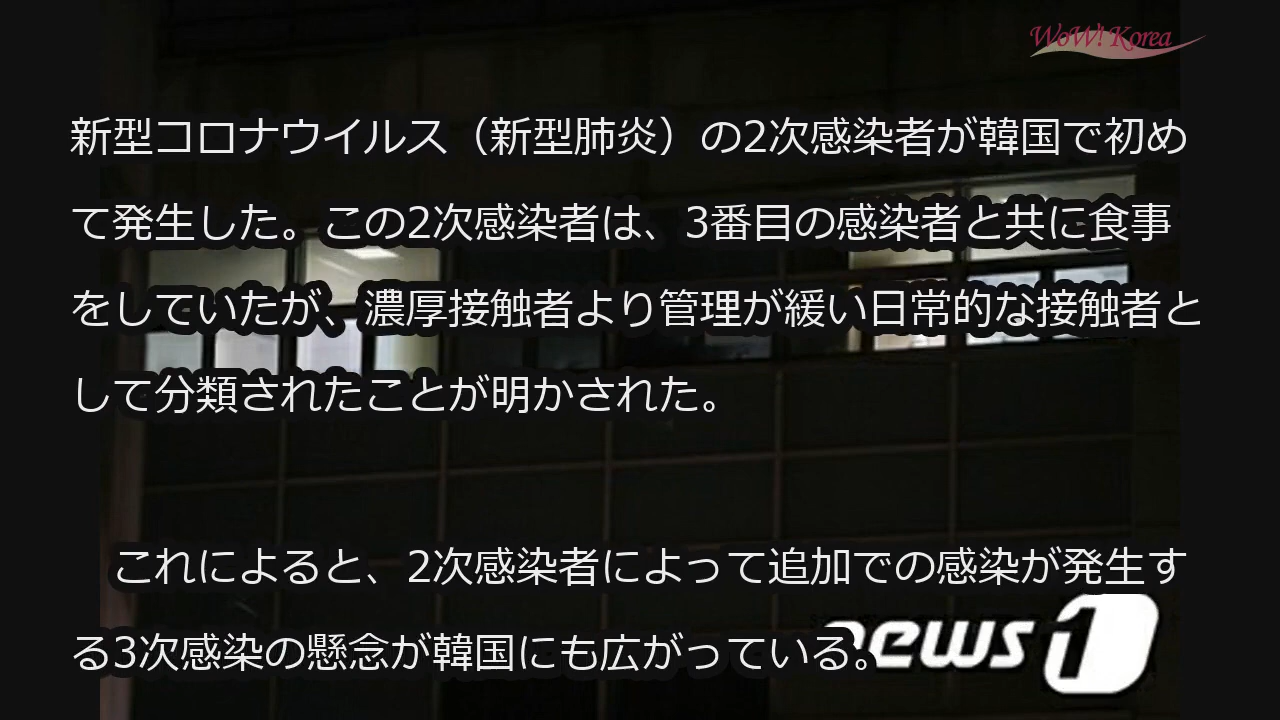 WoW! Korea
新型コロナウイルス（新型肺炎）の2次感染者が韓国で初め
て発生した。この2次感染者は、3番目の感染者と共に食事
をしていたが、濃厚接触者より管理が緩い日常的な接触者と
して分類されたことが明かされた。
これによると、2次感染者によって追加での感染が発生す
る3次感染の懸念が韓国にも広がっている。
news1